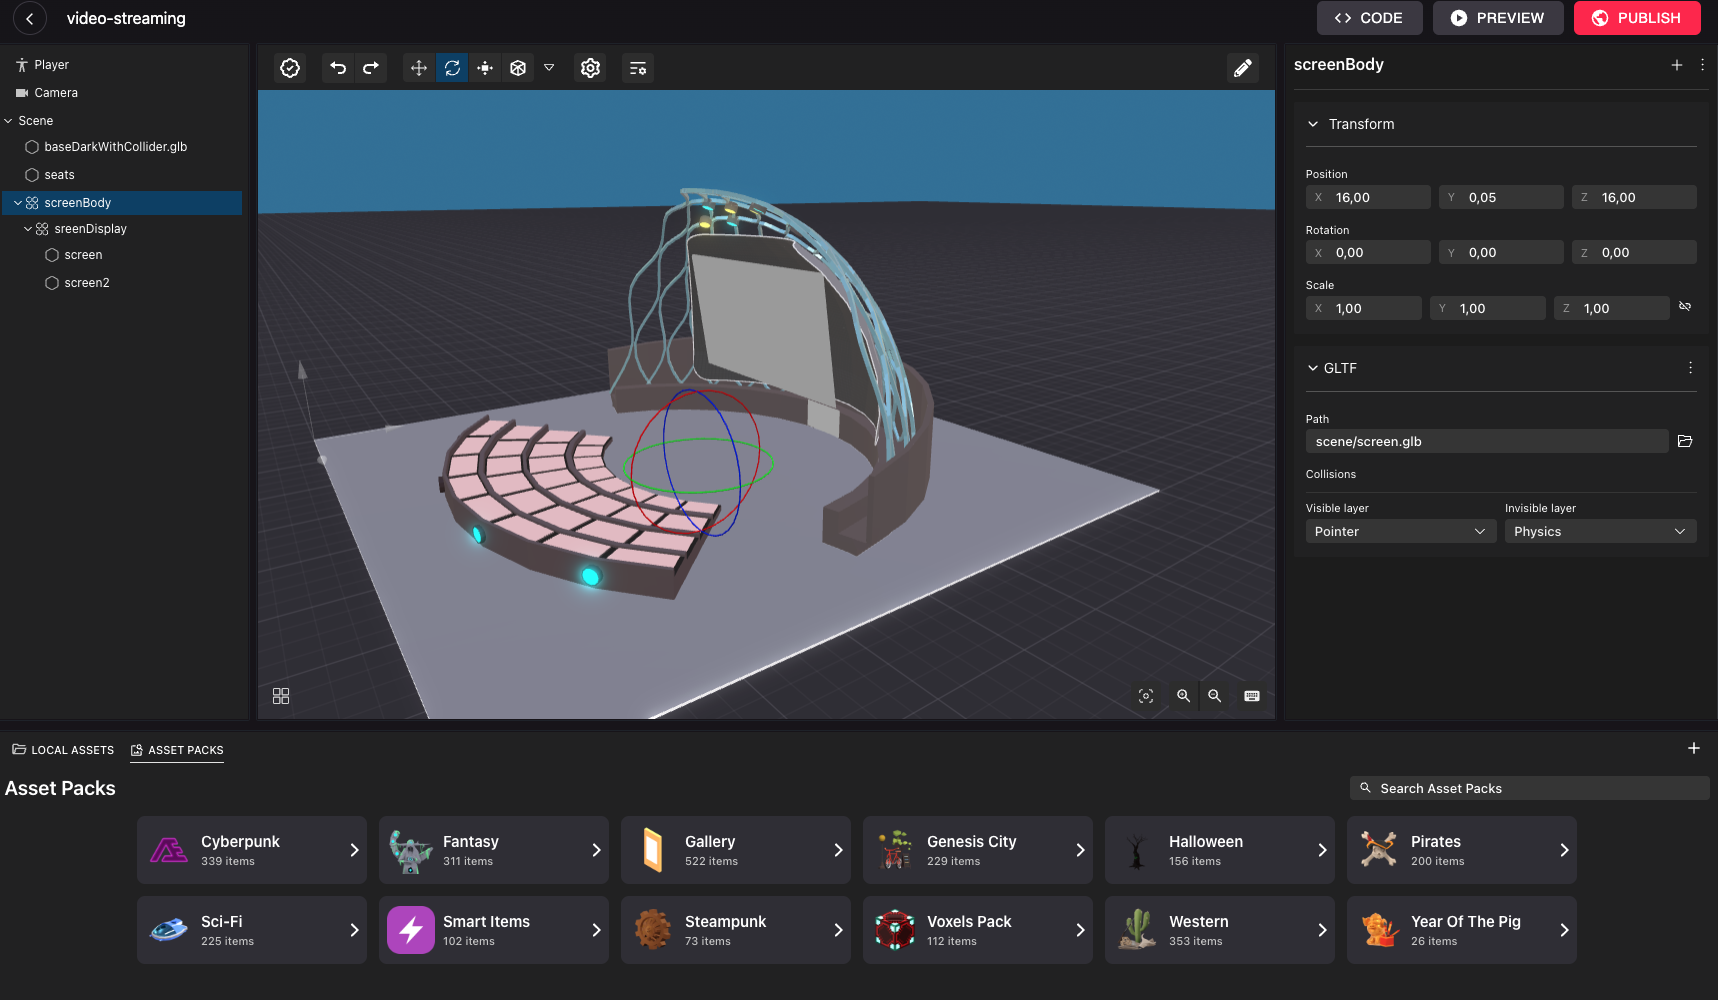 video-streaming
CODE
PREVIEW
PUBLISH
Player
Camera
Scene
baseDarkWithCollider.glb
seats
screenBody
sreenDisplay
screen
screen2
screenBody
Transform
Position
X 16,00 Y 0,05 Z 16,00
Rotation
X 0,00 Y 0,00 Z 0,00
Scale
X 1,00 Y 1,00 Z 1,00
GLTF
Path
scene/screen.glb
Collisions
Visible layer Invisible layer
Pointer Physics
LOCAL ASSETS ASSET PACKS
Asset Packs
Search Asset Packs
Cyberpunk
339 items
Fantasy
311 items
Gallery
522 items
Genesis City
229 items
Halloween
156 items
Pirates
200 items
Sci-Fi
225 items
Smart Items
102 items
Steampunk
73 items
Voxels Pack
112 items
Western
353 items
Year Of The Pig
26 items